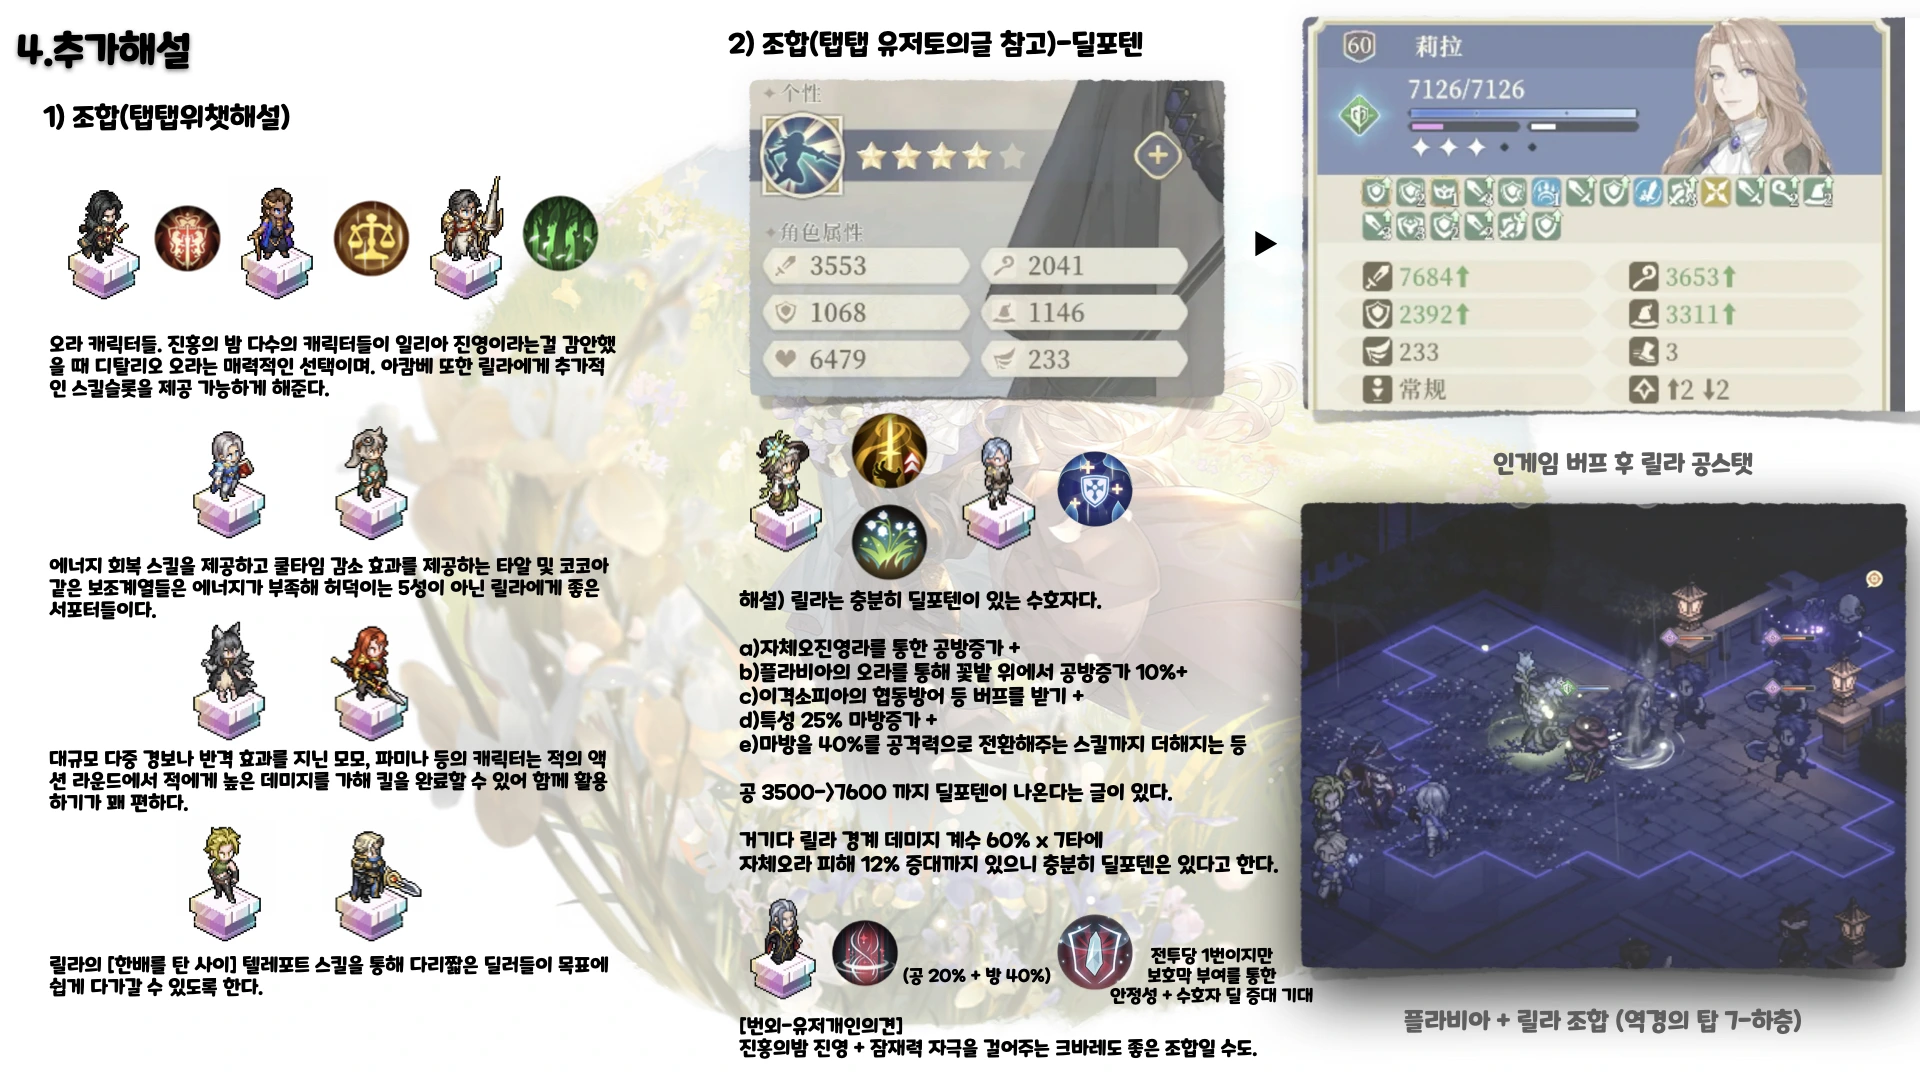 4.추가해설
1) 조합(탭탭위챗해설)
오라 캐릭터들. 진홍의 밤 다수의 캐릭터들이 일리아 진영이라는걸 감안했
을 때 디탈리오 오라는 매력적인 선택이며. 아캄베 또한 릴라에게 추가적
인 스킬슬롯을 제공 가능하게 해준다.
에너지 회복 스킬을 제공하고 쿨타임 감소 효과를 제공하는 타알 및 코코아
같은 보조계열들은 에너지가 부족해 허덕이는 5성이 아닌 릴라에게 좋은
서포터들이다.
대규모 다중 경보나 반격 효과를 지닌 모모, 파미나 등의 캐릭터는 적의 액
션 라운드에서 적에게 높은 데미지를 가해 킬을 완료할 수 있어 함께 활용
하기가 꽤 편하다.
릴라의 [한배를 탄 사이] 텔레포트 스킬을 통해 다리짧은 딜러들이 목표에
쉽게 다가갈 수 있도록 한다.
2) 조합(탭탭 유저토의글 참고)-딜포텐
个性
角色属性
3553
2041
1068
1146
6479
233
해설) 릴라는 충분히 딜포텐이 있는 수호자다.
a)자체오진영라를 통한 공방증가 +
b)플라비아의 오라를 통해 꽃밭 위에서 공방증가 10%+
c)이격소피아의 협동방어 등 버프를 받기 +
d)특성 25% 마방증가 +
e)마방을 40%를 공격력으로 전환해주는 스킬까지 더해지는 등
공 3500->7600 까지 딜포텐이 나온다는 글이 있다.
거기다 릴라 경계 데미지 계수 60% x 7타에
자체오라 피해 12% 증대까지 있으니 충분히 딜포텐은 있다고 한다.
(공 20% + 방 40%)
전투당 1번이지만
보호막 부여를 통한
안정성 + 수호자 딜 증대 기대
[번외-유저개인의견]
진홍의밤 진영 + 잠재력 자극을 걸어주는 크바레도 좋은 조합일 수도.
60
莉拉
7126/7126
7684
3653
2392
3311
233
3
常规
↑2 ↓2
인게임 버프 후 릴라 공스탯
플라비아 + 릴라 조합 (역경의 탑 7-하층)